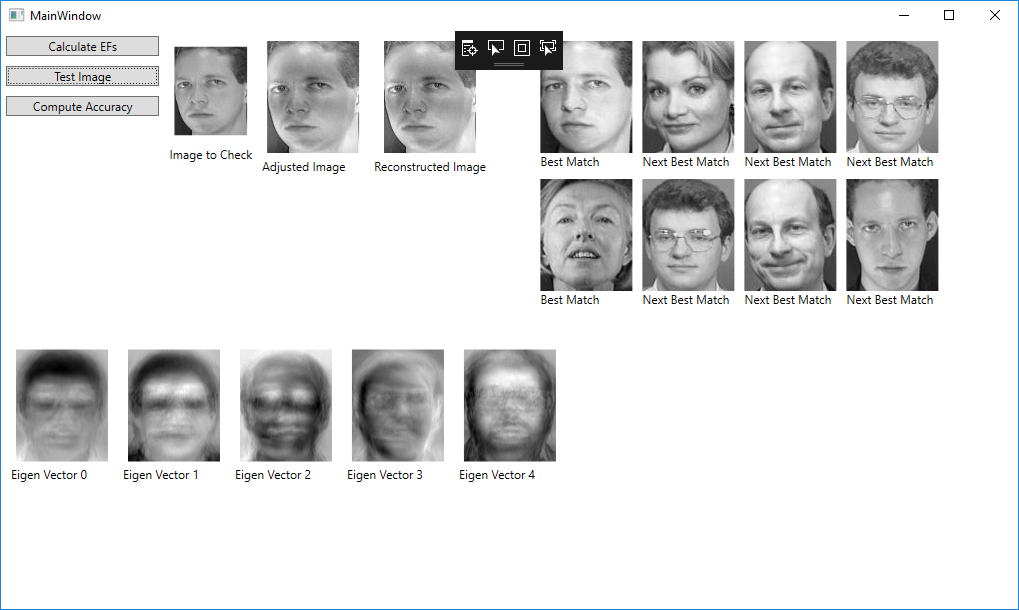 MainWindow
Calculate EFs
Test Image
Compute Accuracy
Image to Check
Adjusted Image
Reconstructed Image
Best Match
Next Best Match
Next Best Match
Next Best Match
Best Match
Next Best Match
Next Best Match
Next Best Match
Eigen Vector 0
Eigen Vector 1
Eigen Vector 2
Eigen Vector 3
Eigen Vector 4